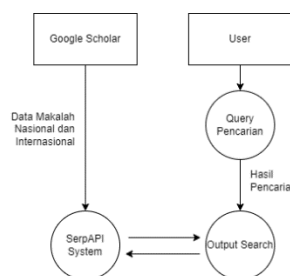 Google Scholar
User
Data Makalah
Nasional dan
Internasional
Query
Pencarian
Hasil
Pencaria
SerpAPI
System
Output Search